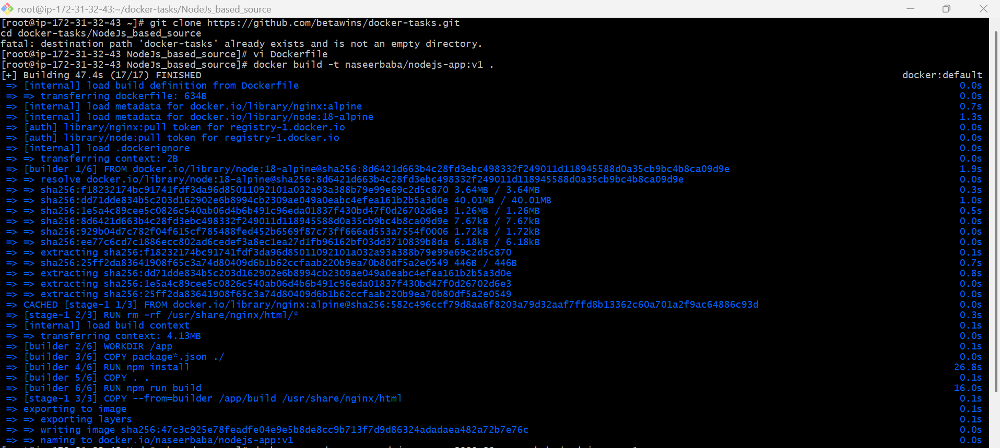 root@ip-172-31-32-43:~/docker-tasks/NodeJs_based_source
[root@ip-172-31-32-43 ~]# git clone https://github.com/betawins/docker-tasks.git
cd docker-tasks/NodeJs_based_source
fatal: destination path 'docker-tasks' already exists and is not an empty directory.
[root@ip-172-31-32-43 NodeJs_based_source]# vi Dockerfile
[root@ip-172-31-32-43 NodeJs_based_source]# docker build -t naseerbaba/nodejs-app:v1 .
[+] Building 47.4s (17/17) FINISHED docker:default
=> [internal] load build definition from Dockerfile 0.0s
=> => transferring dockerfile: 634B 0.0s
=> [internal] load metadata for docker.io/library/nginx:alpine 0.7s
=> [internal] load metadata for docker.io/library/node:18-alpine 1.3s
=> [auth] library/nginx:pull token for registry-1.docker.io 0.0s
=> [auth] library/node:pull token for registry-1.docker.io 0.0s
=> [internal] load .dockerignore 0.0s
=> => transferring context: 2B 0.0s
=> [builder 1/6] FROM docker.io/library/node:18-alpine@sha256:8d6421d663b4c28fd3ebc498332f249011d118945588d0a35cb9bc4b8ca09d9e 1.9s
=> => resolve docker.io/library/node:18-alpine@sha256:8d6421d663b4c28fd3ebc498332f249011d118945588d0a35cb9bc4b8ca09d9e 0.0s
=> => sha256:f18232174bc91741fdf3da96d85011092101a032a93a388b79e99e69c2d5c870 3.64MB / 3.64MB 0.3s
=> => sha256:dd71dde834b5c203d162902e6b8994cb2309ae049a0eabc4efea161b2b5a3d0e 40.01MB / 40.01MB 1.0s
=> => sha256:1e5a4c89cee5c0826c540ab06d4b6b491c96eda01837f430bd47f0d26702d6e3 1.26MB / 1.26MB 0.5s
=> => sha256:8d6421d663b4c28fd3ebc498332f249011d118945588d0a35cb9bc4b8ca09d9e 7.67kB / 7.67kB 0.0s
=> => sha256:929b04d7c782f04f615cf785488fed452b6569f87c73ff666ad553a7554f0006 1.72kB / 1.72kB 0.0s
=> => sha256:ee77c6cd7c1886ecc802ad6cedef3a8ec1ea27d1fb96162bf03dd3710839b8da 6.18kB / 6.18kB 0.0s
=> => extracting sha256:f18232174bc91741fdf3da96d85011092101a032a93a388b79e99e69c2d5c870 0.1s
=> => sha256:25ff2da83641908f65c3a74d80409d6b1b62ccfaab220b9ea70b80df5a2e0549 446B / 446B 0.7s
=> => extracting sha256:dd71dde834b5c203d162902e6b8994cb2309ae049a0eabc4efea161b2b5a3d0e 0.8s
=> => extracting sha256:1e5a4c89cee5c0826c540ab06d4b6b491c96eda01837f430bd47f0d26702d6e3 0.0s
=> => extracting sha256:25ff2da83641908f65c3a74d80409d6b1b62ccfaab220b9ea70b80df5a2e0549 0.0s
=> CACHED [stage-1 1/3] FROM docker.io/library/nginx:alpine@sha256:582c496ccf79d8aa6f8203a79d32aaf7ffd8b13362c60a701a2f9ac64886c93d 0.0s
=> [stage-1 2/3] RUN rm -rf /usr/share/nginx/html/* 0.3s
=> [internal] load build context 0.1s
=> => transferring context: 4.13MB 0.0s
=> [builder 2/6] WORKDIR /app 0.1s
=> [builder 3/6] COPY package*.json ./ 0.0s
=> [builder 4/6] RUN npm install 26.8s
=> [builder 5/6] COPY . . 0.1s
=> [builder 6/6] RUN npm run build 16.0s
=> [stage-1 3/3] COPY --from=builder /app/build /usr/share/nginx/html 0.1s
=> exporting to image 0.1s
=> => exporting layers 0.1s
=> => writing image sha256:47c3c925e78feadfe04e9e5b8de8cc9b713f7d9d86324adadaea482a72b7e76c 0.0s
=> => naming to docker.io/naseerbaba/nodejs-app:v1 0.0s